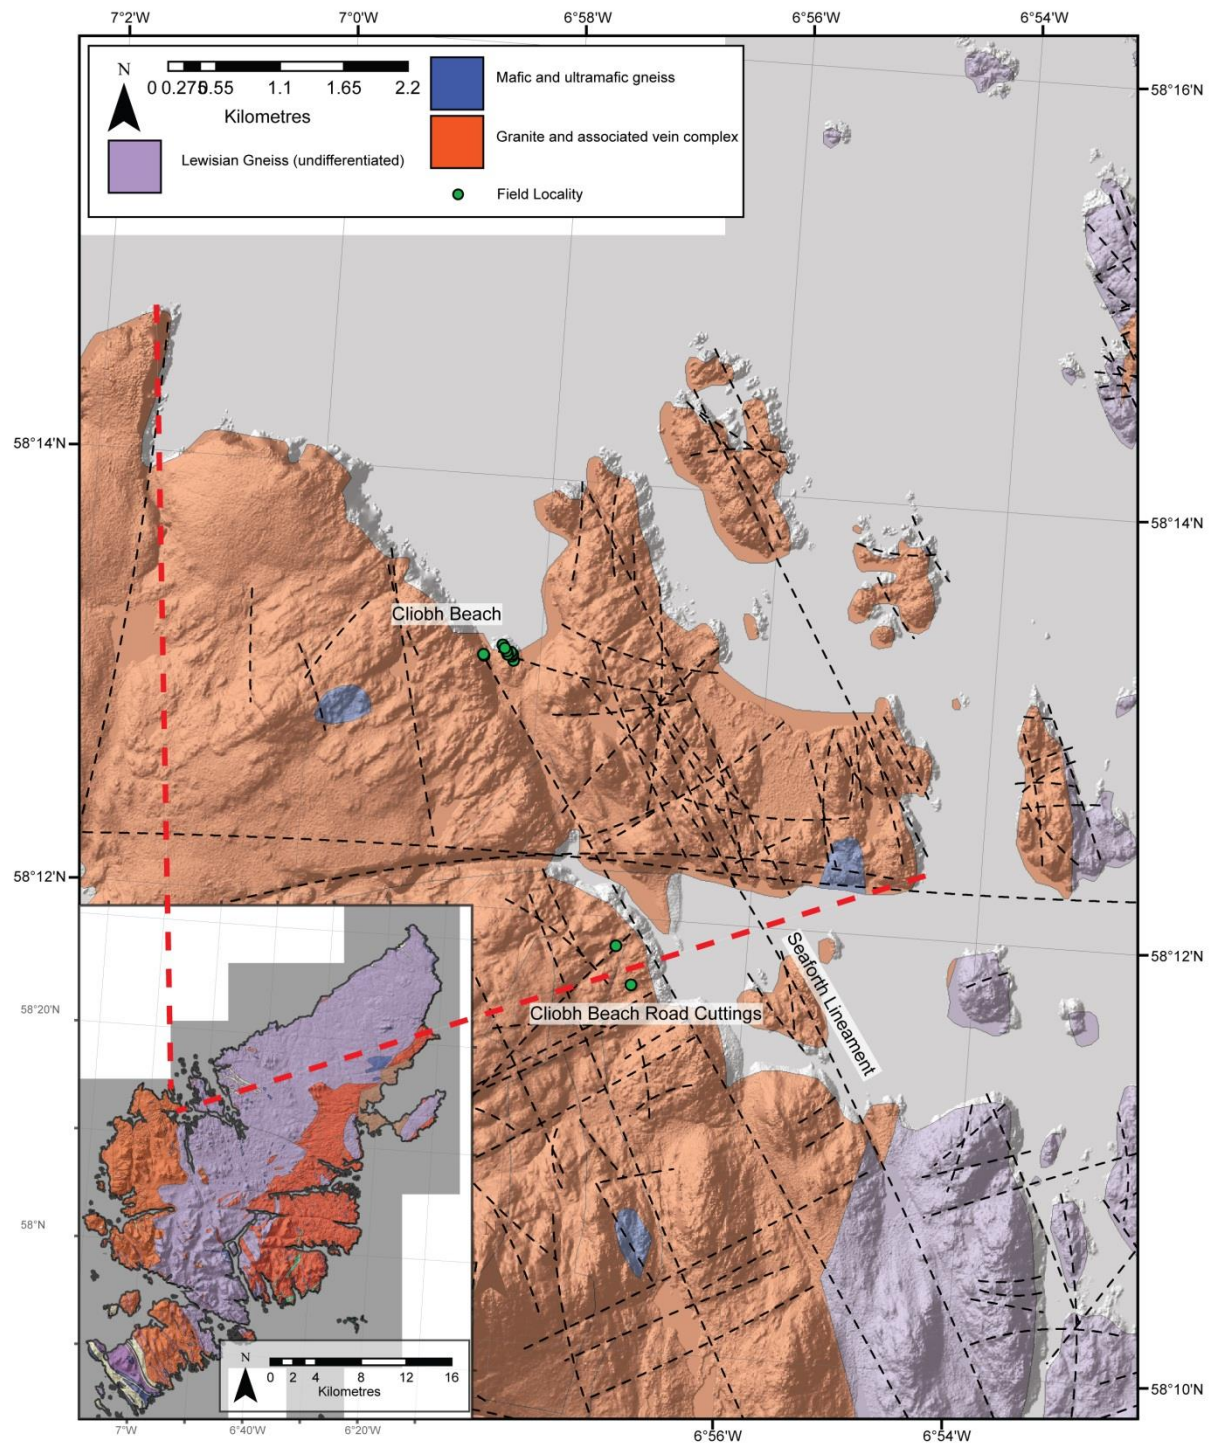 7°2'W 7°0'W 6°58'W 6°56'W 6°54'W
N
0 0.275 0.55 1.1 1.65 2.2
Kilometres
Mafic and ultramafic gneiss
Granite and associated vein complex
Lewisian Gneiss (undifferentiated)
Field Locality
58°16'N
58°14'N
58°14'N
Cliobh Beach
58°12'N
58°12'N
Seaforth Lineament
Cliobh Beach Road Cuttings
58°20'N
58°N
N
0 2 4 8 12 16
Kilometres
7°W 6°40'W 6°20'W
58°10'N
6°56'W 6°54'W